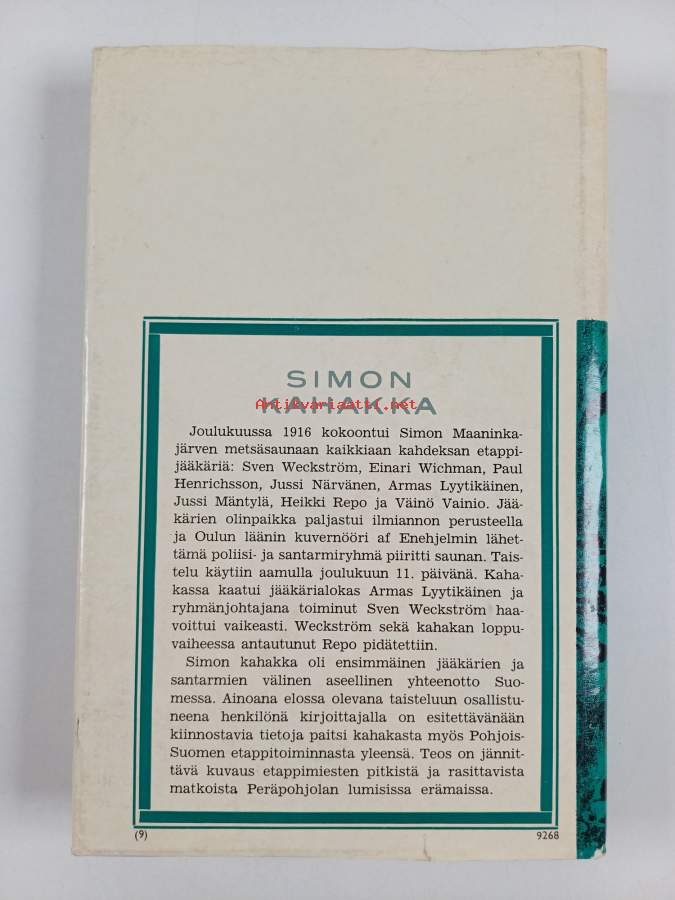 SIMON
KAHAKKA
Antikvariaatti.net
Joulukuussa 1916 kokoontui Simon Maaninka-
järven metsäsaunaan kaikkiaan kahdeksan etappi-
jääkäriä: Sven Weckström, Einari Wichman, Paul
Henrichsson, Jussi Närvänen, Armas Lyytikäinen,
Jussi Mäntylä, Heikki Repo ja Väinö Vainio. Jää-
käärien olinpaikka paljastui ilmiannon perusteella
ja Oulun läänin kuvernööri af Enehjelmin lähet-
tämä poliisi- ja santarmiryhmä piiritti saunan. Tais-
telu käytiin aamulla joulukuun 11. päivänä. Kaha-
kassa kaatui jääkärialokas Armas Lyytikäinen ja
ryhmänjohtajana toiminut Sven Weckström haa-
voittui vaikeasti. Weckström sekä kahakan loppu-
vaiheessa antautunut Repo pidätettiin.
Simon kahakka oli ensimmäinen jääkärien ja
santarmien välinen aseellinen yhteenotto Suo-
messa. Ainoana elossa olevana taisteluun osallistu-
neena henkilönä kirjoittajalla on esitettävänään
kiinnostavia tietoja paitsi kahakasta myös Pohjois-
Suomen etappitoiminnasta yleensä. Teos on jännit-
tävä kuvaus etappimiesten pitkistä ja rasittavista
matkoista Peräpohjolan lumisissa erämaissa.
(9)
9268